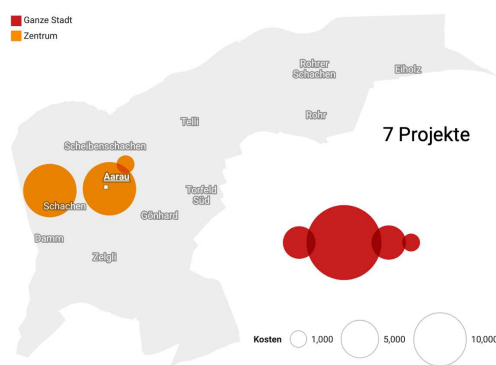 Ganze Stadt
Zentrum
Rohrer
Schachen
Eiholz
Rohr
Telli
7 Projekte
Scheibenschachen
Aarau
Torfeld
Süd
Schachen
Gönhard
Damm
Zelgli
Kosten 1,000 5,000 10,000